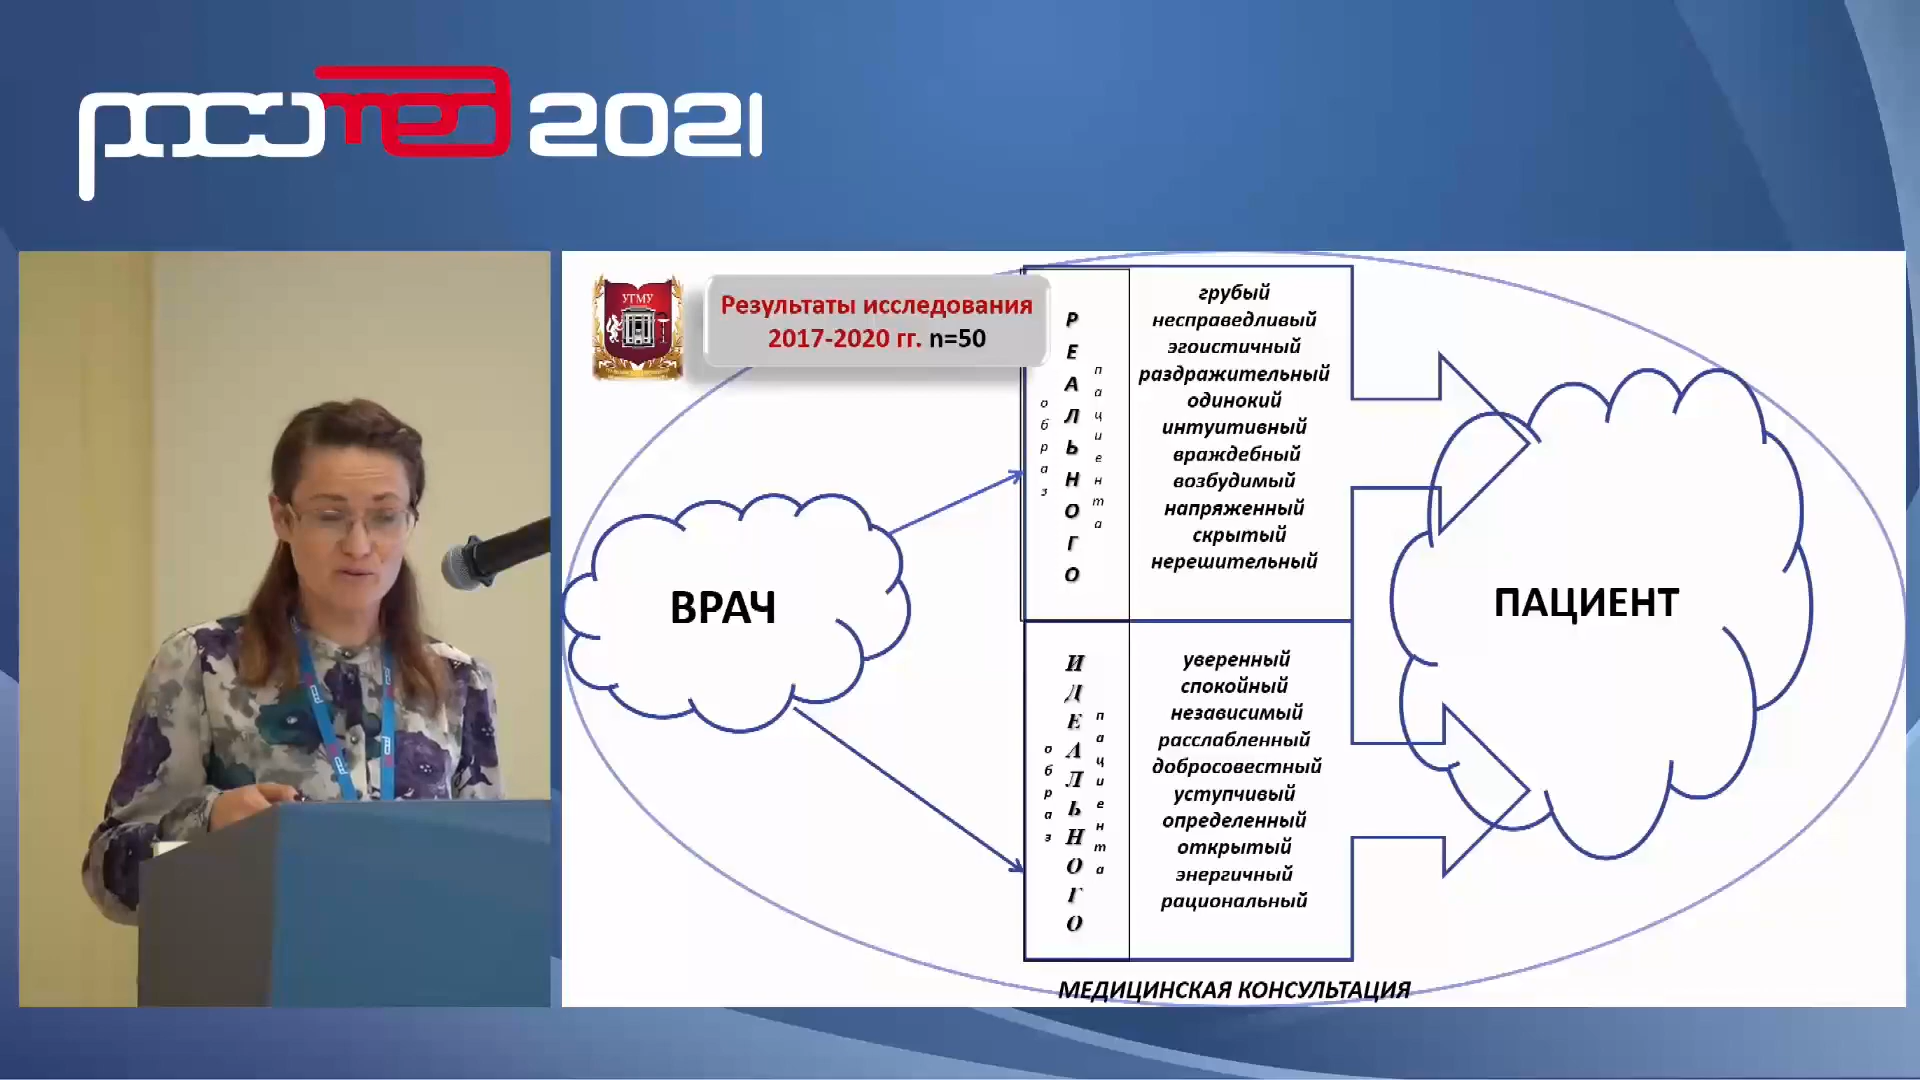 росомед 2021
УГМУ
Результаты исследования
2017-2020 гг. n=50
образ
РЕАЛЬНОГО
пациента
грубый
несправедливый
эгоистичный
раздражительный
одинокий
интуитивный
враждебный
возбудимый
напряженный
скрытый
нерешительный
ВРАЧ
ПАЦИЕНТ
образ
ИДЕАЛЬНОГО
пациента
уверенный
спокойный
независимый
расслабленный
добросовестный
уступчивый
определенный
открытый
энергичный
рациональный
МЕДИЦИНСКАЯ КОНСУЛЬТАЦИЯ